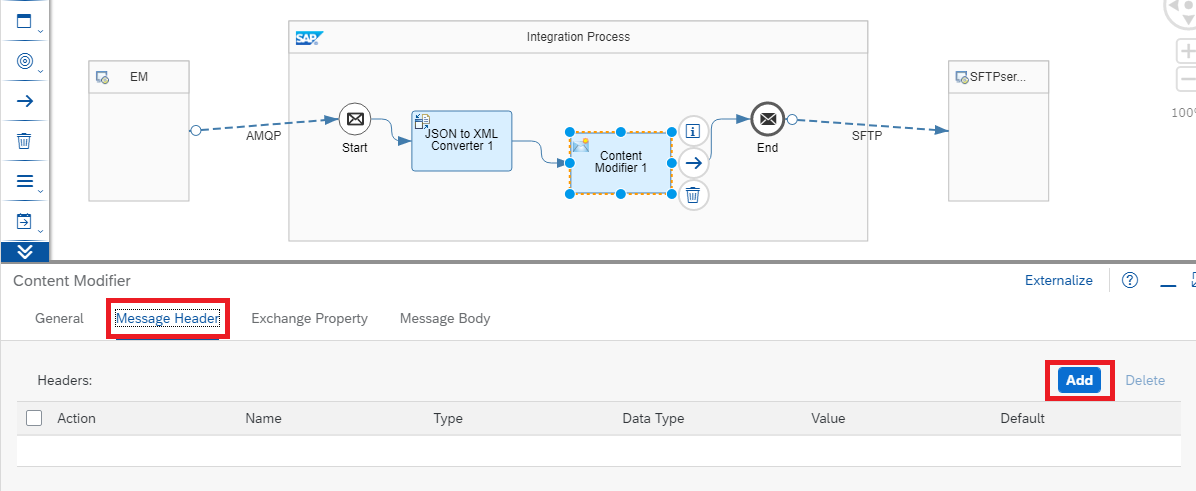 SAP
Integration Process
EM
SFTPser...
AMQP
Start
JSON to XML
Converter 1
Content
Modifier 1
End
SFTP
100%
Content Modifier
Externalize
General
Message Header
Exchange Property
Message Body
Headers:
Add
Delete
Action
Name
Type
Data Type
Value
Default